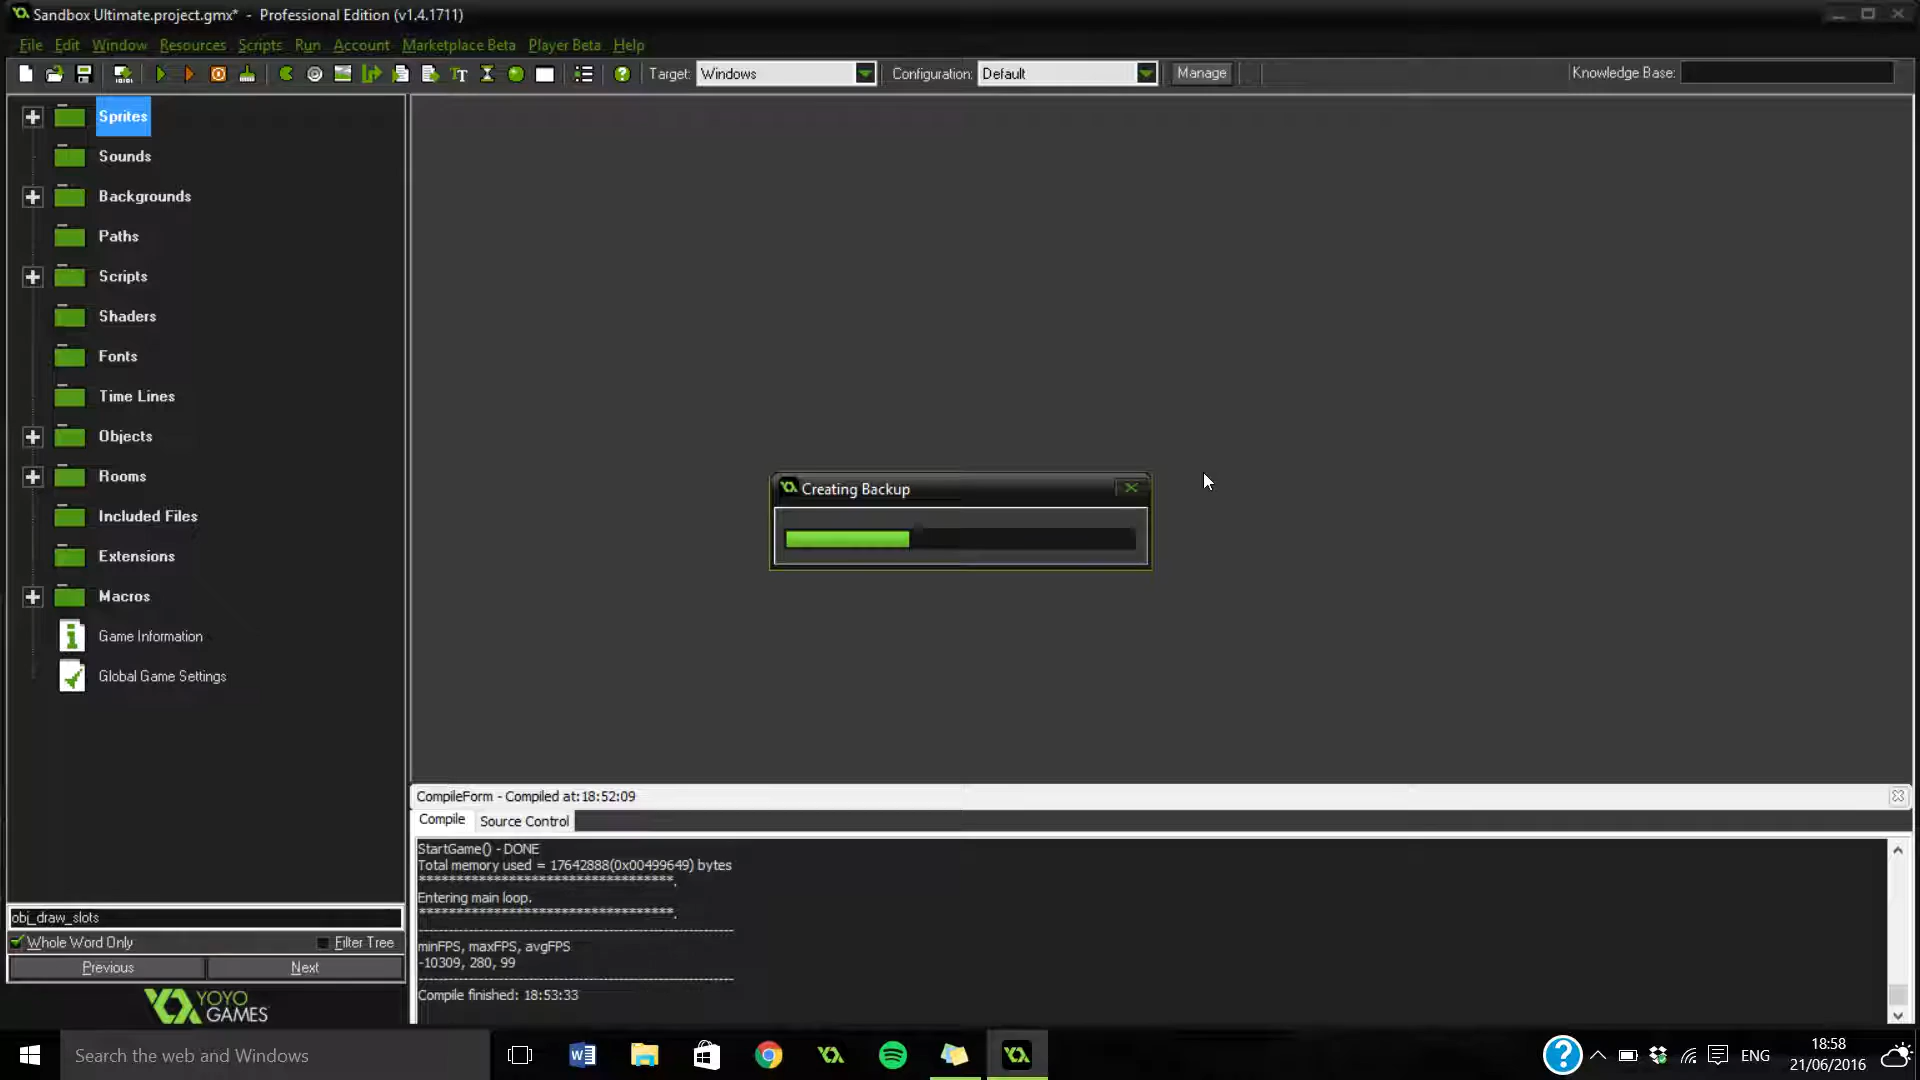 Sandbox Ultimate.project.gmx* - Professional Edition (v1.4.1711)
File Edit Window Resources Scripts Run Account Marketplace Beta Player Beta Help
Target: Windows Configuration: Default Manage Knowledge Base:
Sprites
Sounds
Backgrounds
Paths
Scripts
Shaders
Fonts
Time Lines
Objects
Rooms
Included Files
Extensions
Macros
Game Information
Global Game Settings
Creating Backup
CompileForm - Compiled at:18:52:09
Compile Source Control
StartGame() - DONE
Total memory used = 17642888(0x00499649) bytes
Entering main loop.
minFPS, maxFPS, avgFPS
-10309, 280, 99
Compile finished: 18:53:33
obj_draw_slots
Whole Word Only Filter Tree
Previous Next
YOYO
GAMES
Search the web and Windows
ENG
18:58
21/06/2016